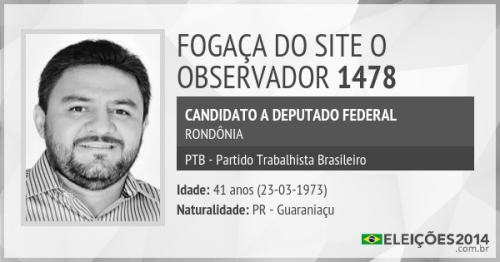 FOGAÇA DO SITE O
OBSERVADOR 1478
CANDIDATO A DEPUTADO FEDERAL
RONDÔNIA
PTB - Partido Trabalhista Brasileiro
Idade: 41 anos (23-03-1973)
Naturalidade: PR - Guaraniaçu
ELEIÇÕES2014
.com.br